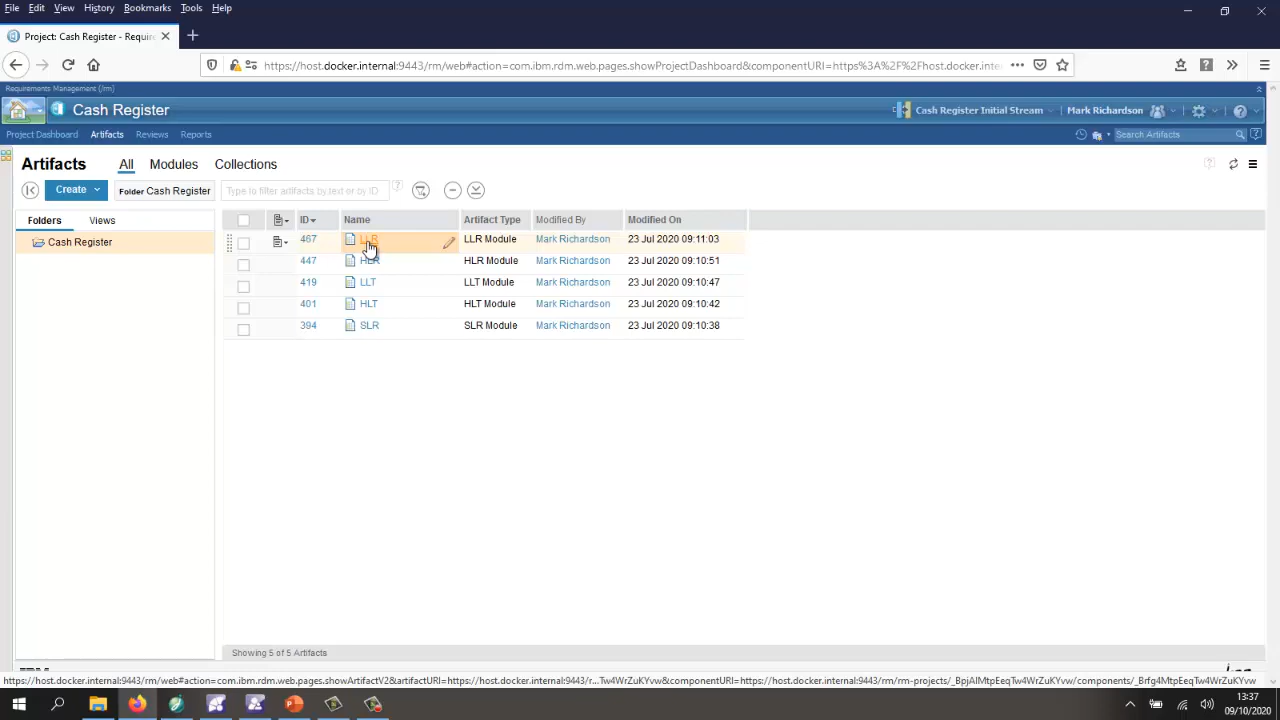 File Edit View History Bookmarks Tools Help
Project: Cash Register - Require
https://host.docker.internal:9443/rm/web#action=com.ibm.rdm.web.pages.showProjectDashboard&componentURI=https%3A%2F%2Fhost.docker.inte
Requirements Management (/rm)
Cash Register
Cash Register Initial Stream
Mark Richardson
Project Dashboard Artifacts Reviews Reports
Search Artifacts
Artifacts All Modules Collections
Create Folder Cash Register Type to filter artifacts by text or by ID
Folders Views
Cash Register
ID Name Artifact Type Modified By Modified On
467 LLR LLR Module Mark Richardson 23 Jul 2020 09:11:03
447 HLR HLR Module Mark Richardson 23 Jul 2020 09:10:51
419 LLT LLT Module Mark Richardson 23 Jul 2020 09:10:47
401 HLT HLT Module Mark Richardson 23 Jul 2020 09:10:42
394 SLR SLR Module Mark Richardson 23 Jul 2020 09:10:38
Showing 5 of 5 Artifacts
https://host.docker.internal:9443/rm/web#action=com.ibm.rdm.web.pages.showArtifactV2&artifactURI=https://host.docker.internal:9443/r...Tw4WrZuKYvw&componentURI=https://host.docker.internal:9443/rm/rm-projects/_BpjAIMtpEeqTw4WrZuKYvw/components/_Brfg4MtpEeqTw4WrZuKYvw
13:37
09/10/2020